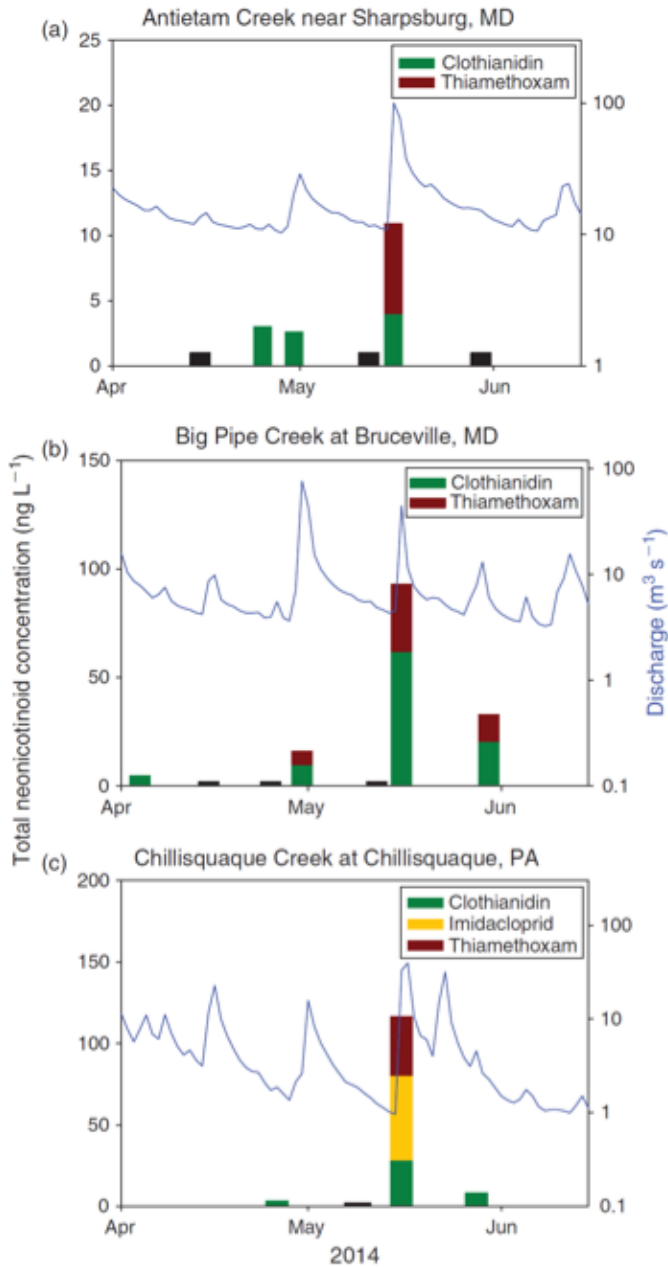 (a) Antietam Creek near Sharpsburg, MD
Clothianidin
Thiamethoxam
25
20
15
10
5
0
100
10
1
Apr May Jun
(b) Big Pipe Creek at Bruceville, MD
Clothianidin
Thiamethoxam
150
100
50
0
100
10
1
0.1
Apr May Jun
Total neonicotinoid concentration (ng L⁻¹)
Discharge (m³ s⁻¹)
(c) Chillisquaque Creek at Chillisquaque, PA
Clothianidin
Imidacloprid
Thiamethoxam
200
150
100
50
0
100
10
1
0.1
Apr May Jun
2014